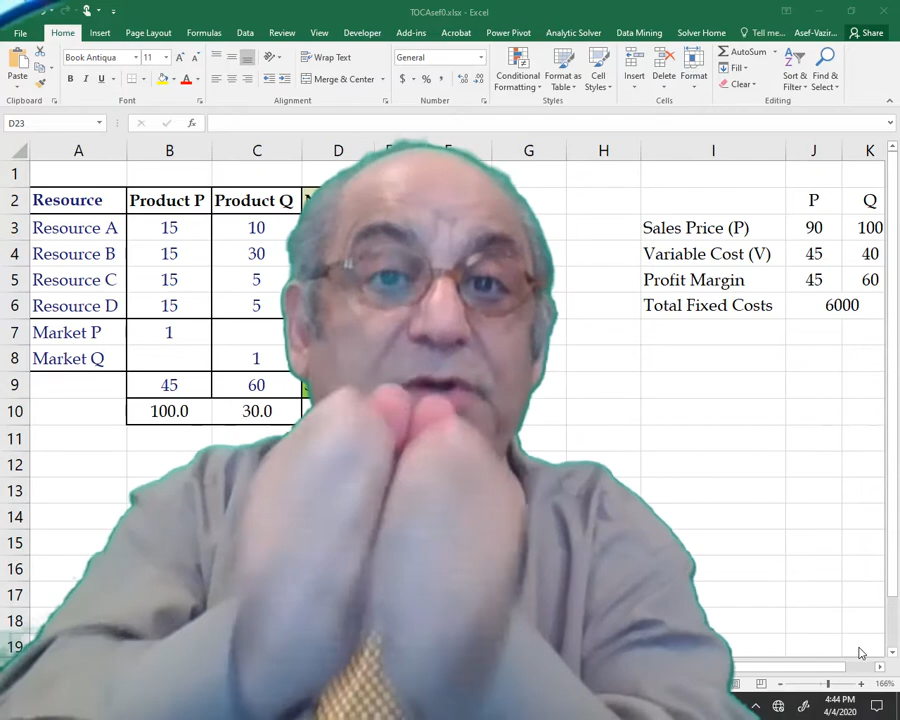 TOCAsef0.xlsx - Excel
File Home Insert Page Layout Formulas Data Review View Developer Add-ins Acrobat Power Pivot Analytic Solver Data Mining Solver Home Tell me... Asef-Vazir... Share
Paste
Clipboard
Book Antiqua 11
B I U
Font
Wrap Text
Merge & Center
Alignment
General
$ % ,
Number
Conditional Formatting
Format as Table
Cell Styles
Styles
Insert Delete Format
Cells
AutoSum
Fill
Clear
Sort & Filter
Find & Select
Editing
D23 fx
A B C D G H I J K
1
2 Resource Product P Product Q P Q
3 Resource A 15 10 Sales Price (P) 90 100
4 Resource B 15 30 Variable Cost (V) 45 40
5 Resource C 15 5 Profit Margin 45 60
6 Resource D 15 5 Total Fixed Costs 6000
7 Market P 1
8 Market Q 1
9 45 60
10 100.0 30.0
11
12
13
14
15
16
17
18
19
166%
4:44 PM
4/4/2020